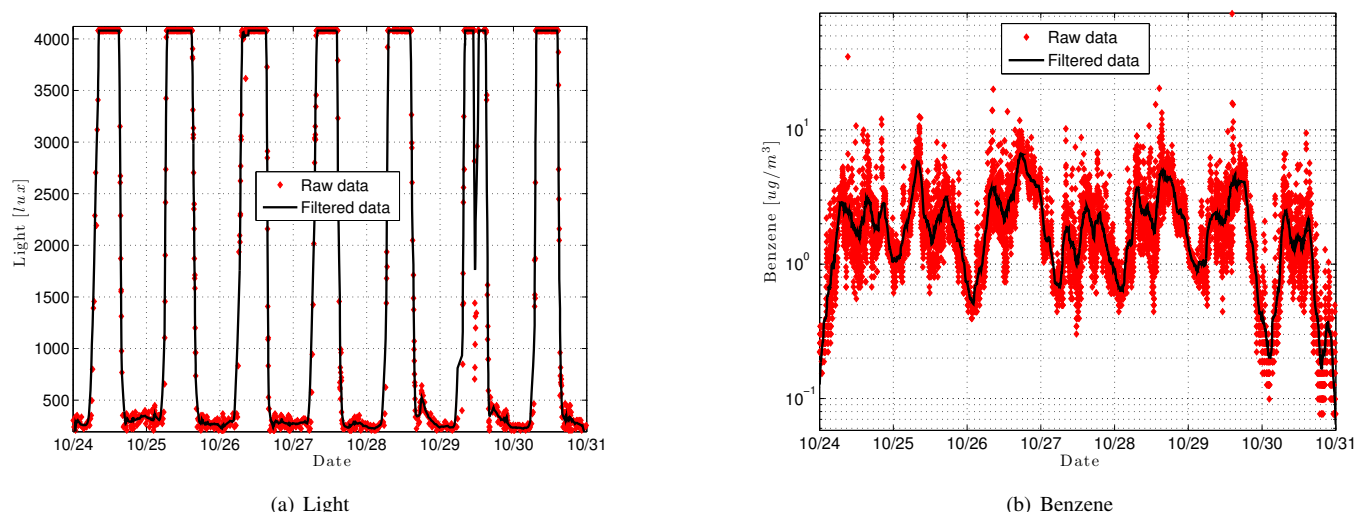 4000
3500
3000
2500
2000
1500
1000
500
Light [lux]
Raw data
Filtered data
10/24 10/25 10/26 10/27 10/28 10/29 10/30 10/31
Date
(a) Light
10¹
10⁰
10⁻¹
Benzene [ug/m³]
Raw data
Filtered data
10/24 10/25 10/26 10/27 10/28 10/29 10/30 10/31
Date
(b) Benzene